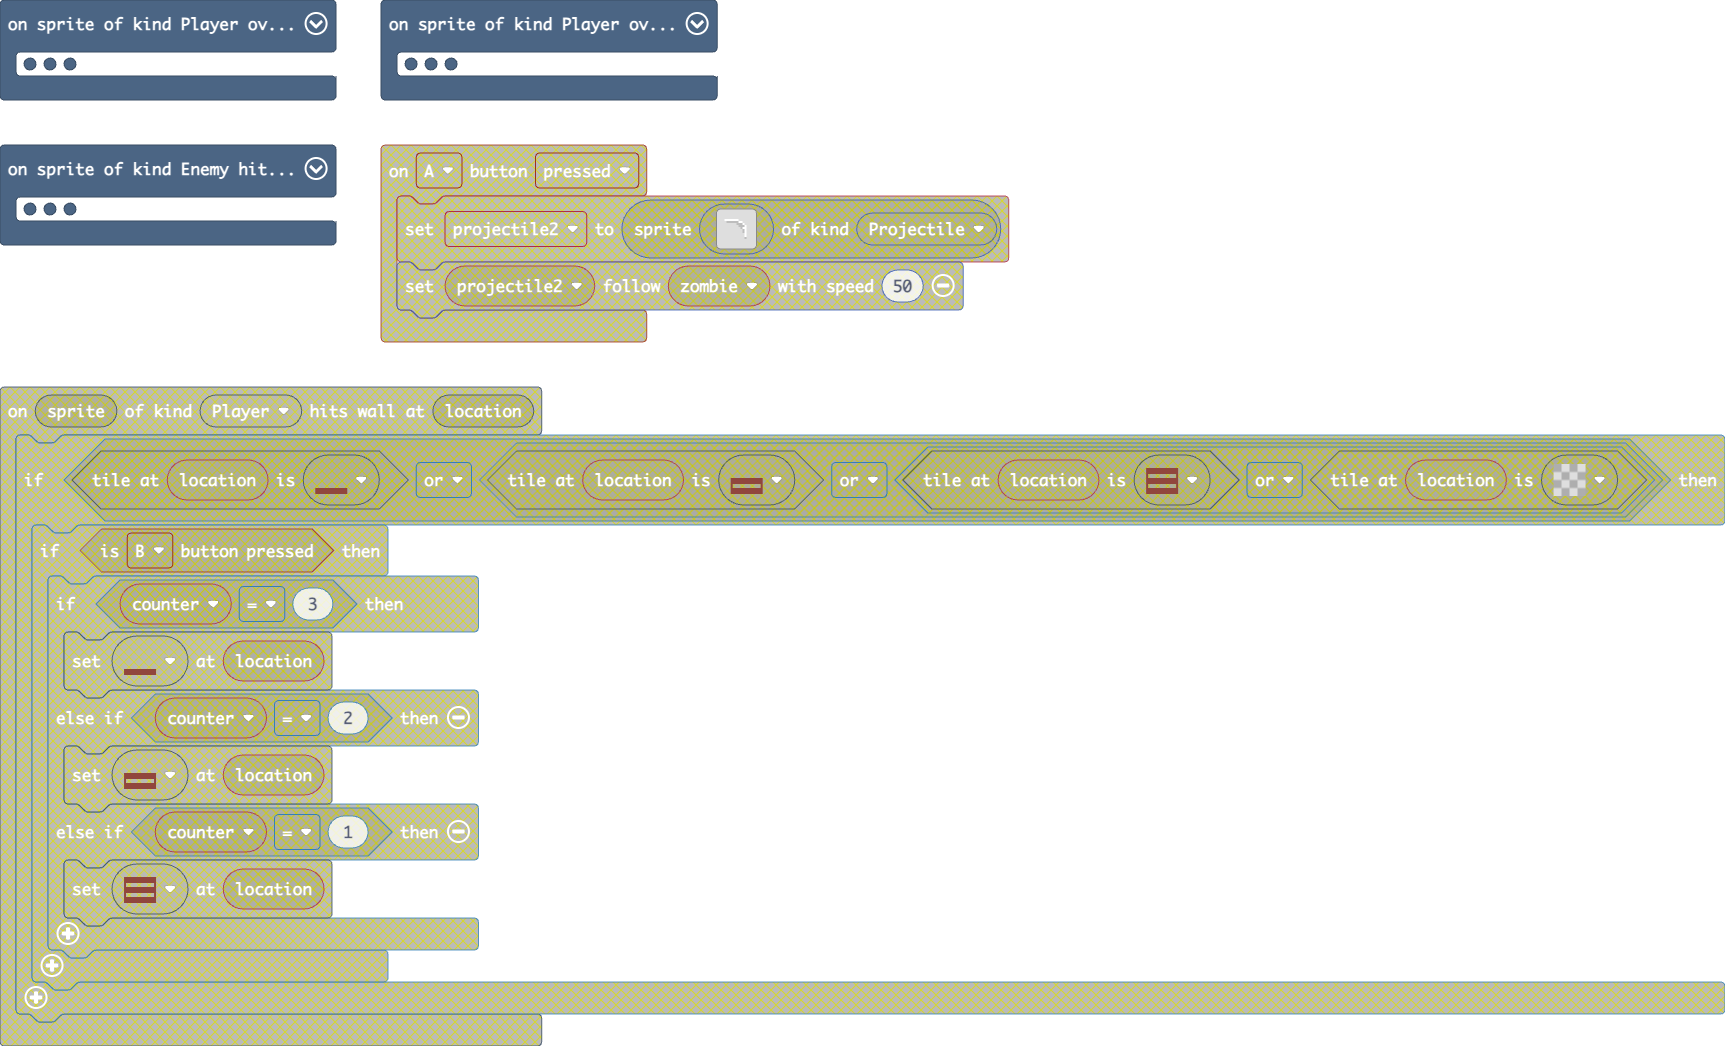 on sprite of kind Player ov...
on sprite of kind Player ov...
on sprite of kind Enemy hit...
on A button pressed
set projectile2 to sprite of kind Projectile
set projectile2 follow zombie with speed 50
on sprite of kind Player hits wall at location
if tile at location is or tile at location is or tile at location is or tile at location is then
if is B button pressed then
if counter = 3 then
set at location
else if counter = 2 then
set at location
else if counter = 1 then
set at location